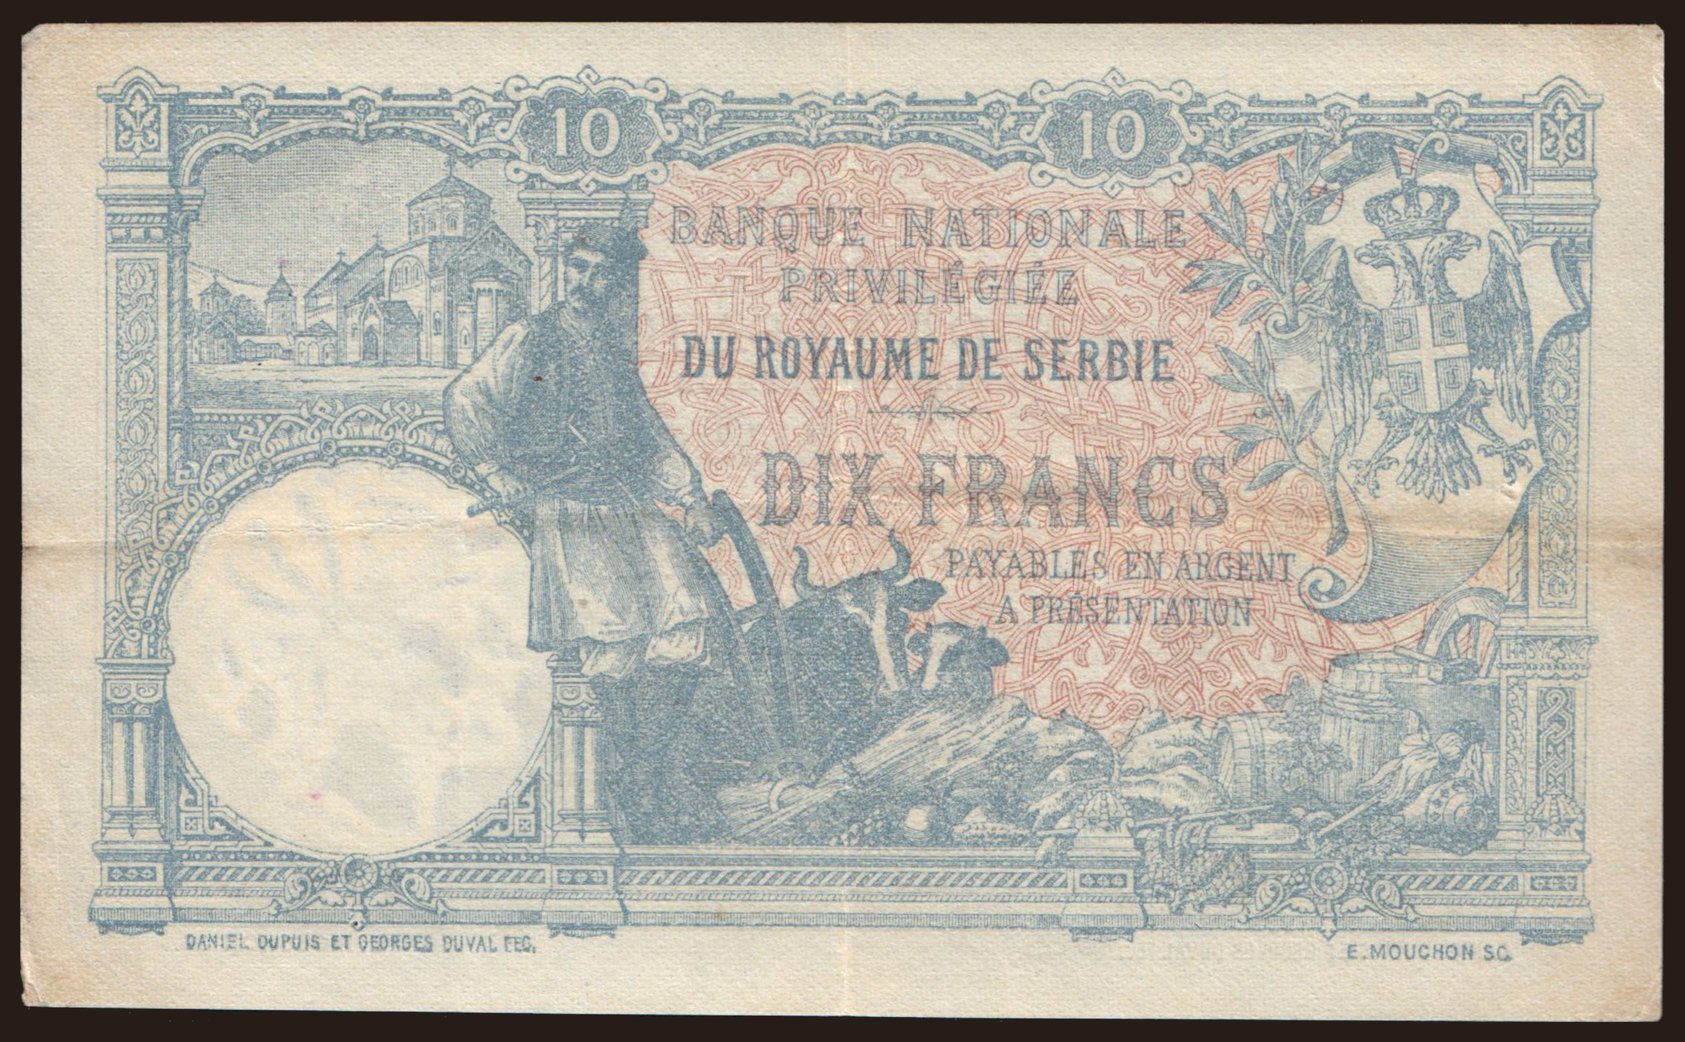 10 10
BANQUE NATIONALE
PRIVILÉGIÉE
DU ROYAUME DE SERBIE
DIX FRANCS
PAYABLES EN ARGENT
A PRÉSENTATION
DANIEL DUPUIS ET GEORGES DUVAL FEC.
E. MOUCHON SC.